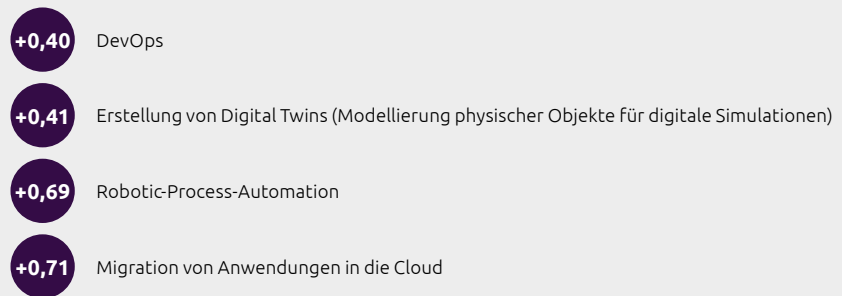 +0,40 DevOps
+0,41 Erstellung von Digital Twins (Modellierung physischer Objekte für digitale Simulationen)
+0,69 Robotic-Process-Automation
+0,71 Migration von Anwendungen in die Cloud